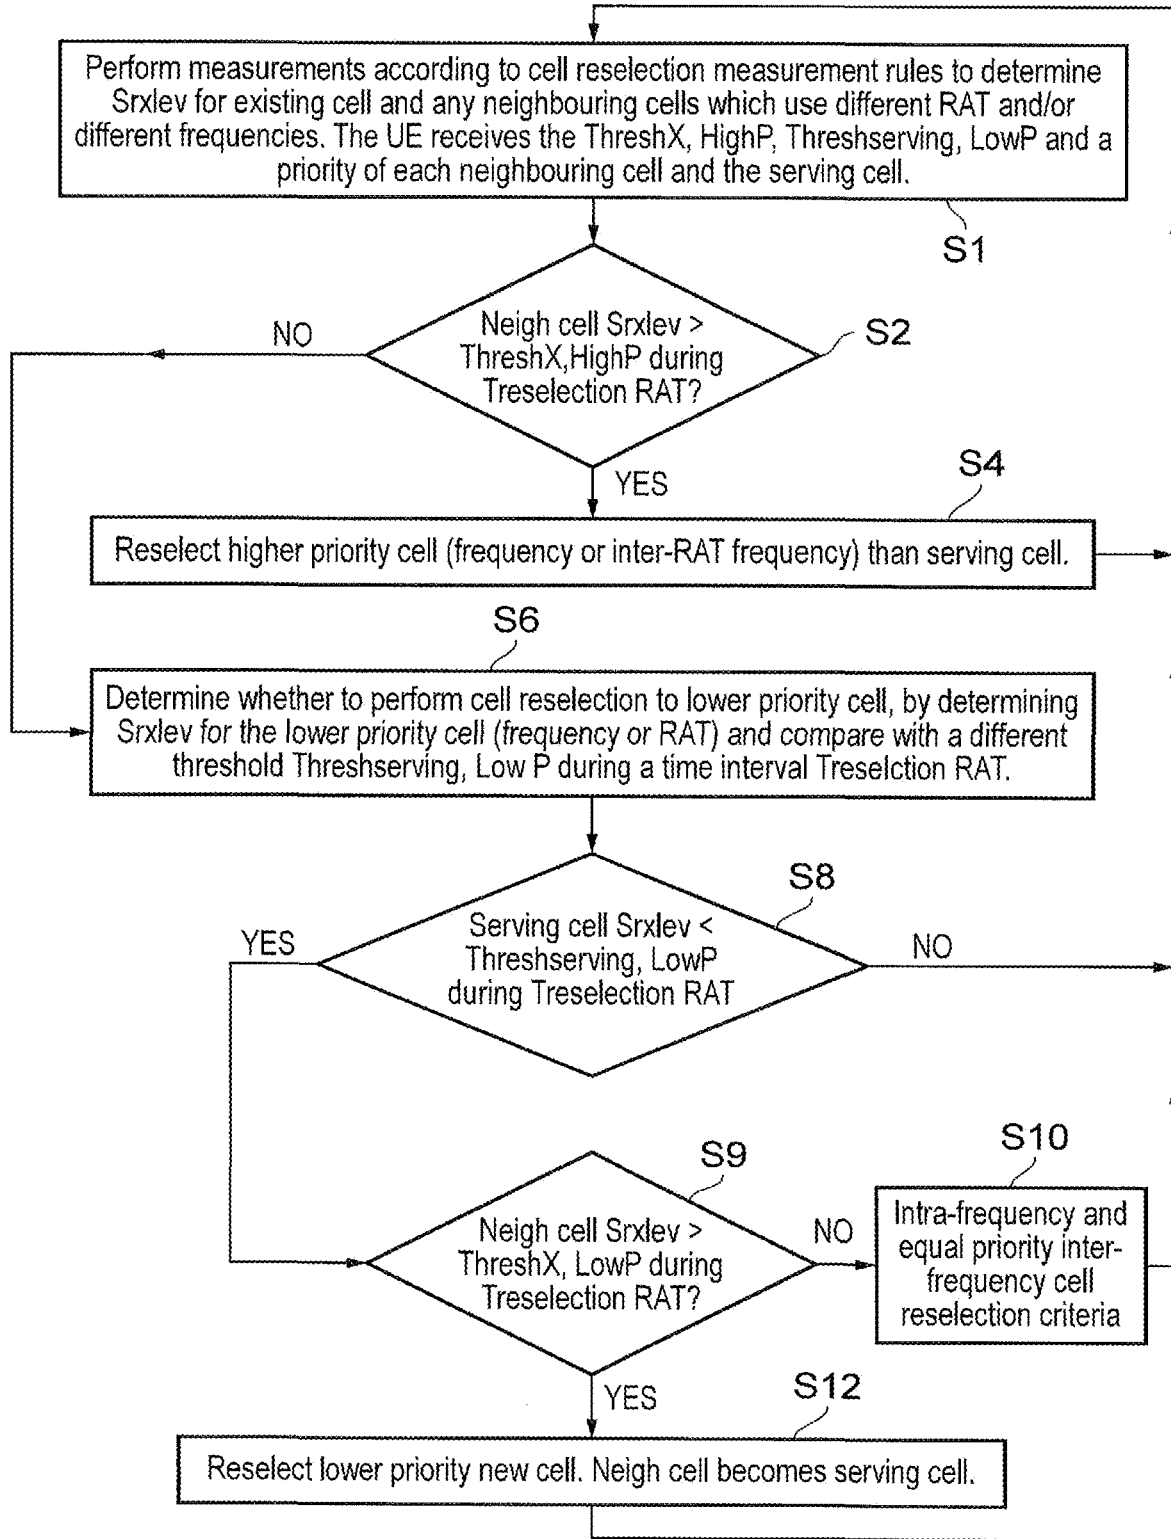 Perform measurements according to cell reselection measurement rules to determine
Srxlev for existing cell and any neighbouring cells which use different RAT and/or
different frequencies. The UE receives the ThreshX, HighP, Threshserving, LowP and a
priority of each neighbouring cell and the serving cell.
S1
Neigh cell Srxlev >
ThreshX,HighP during
Treselection RAT?
S2
NO
YES
S4
Reselect higher priority cell (frequency or inter-RAT frequency) than serving cell.
S6
Determine whether to perform cell reselection to lower priority cell, by determining
Srxlev for the lower priority cell (frequency or RAT) and compare with a different
threshold Threshserving, Low P during a time interval Treselction RAT.
S8
Serving cell Srxlev <
Threshserving, LowP
during Treselection RAT
YES
NO
S9
Neigh cell Srxlev >
ThreshX, LowP during
Treselection RAT?
NO
S10
Intra-frequency and
equal priority inter-
frequency cell
reselection criteria
YES
S12
Reselect lower priority new cell. Neigh cell becomes serving cell.